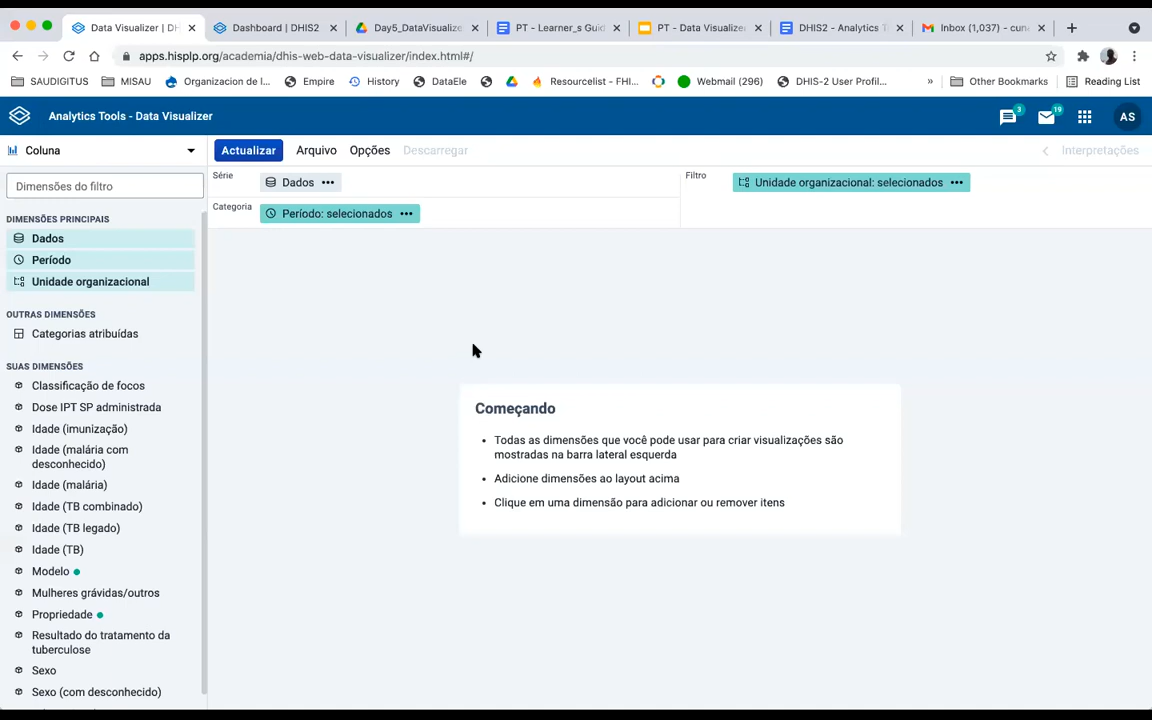 Data Visualizer | DH
Dashboard | DHIS2
Day5_DataVisualize
PT - Learner_s Guid
PT - Data Visualizer
DHIS2 - Analytics T
Inbox (1,037) - cun
apps.hisplp.org/academia/dhis-web-data-visualizer/index.html#/
SAUDIGITUS
MISAU
Organizacion de I...
Empire
History
DataEle
Resourcelist - FHI...
Webmail (296)
DHIS-2 User Profil...
»
Other Bookmarks
Reading List
Analytics Tools - Data Visualizer
3
19
AS
Coluna
Actualizar
Arquivo
Opções
Descarregar
Interpretações
Série
Dados
Filtro
Unidade organizacional: selecionados
Categoria
Período: selecionados
Dimensões do filtro
DIMENSÕES PRINCIPAIS
Dados
Período
Unidade organizacional
OUTRAS DIMENSÕES
Categorias atribuídas
SUAS DIMENSÕES
Classificação de focos
Dose IPT SP administrada
Idade (imunização)
Idade (malária com
desconhecido)
Idade (malária)
Idade (TB combinado)
Idade (TB legado)
Idade (TB)
Modelo
Mulheres grávidas/outros
Propriedade
Resultado do tratamento da
tuberculose
Sexo
Sexo (com desconhecido)
Começando
Todas as dimensões que você pode usar para criar visualizações são
mostradas na barra lateral esquerda
Adicione dimensões ao layout acima
Clique em uma dimensão para adicionar ou remover itens